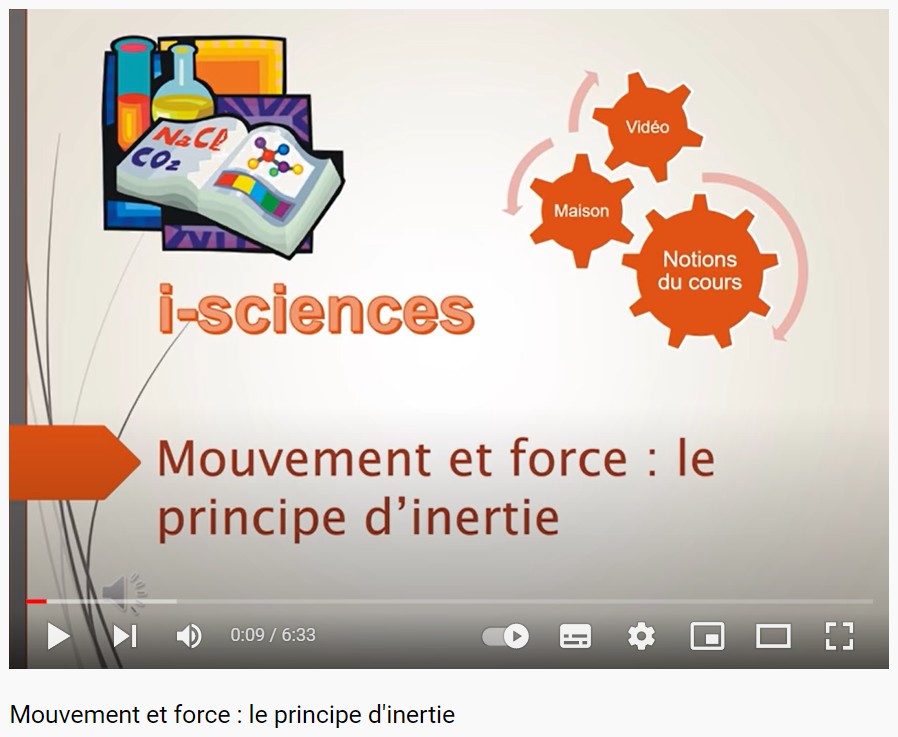 NaCl
CO2
Vidéo
Maison
Notions
du cours
i-sciences
Mouvement et force : le
principe d’inertie
0:09 / 6:33
Mouvement et force : le principe d'inertie